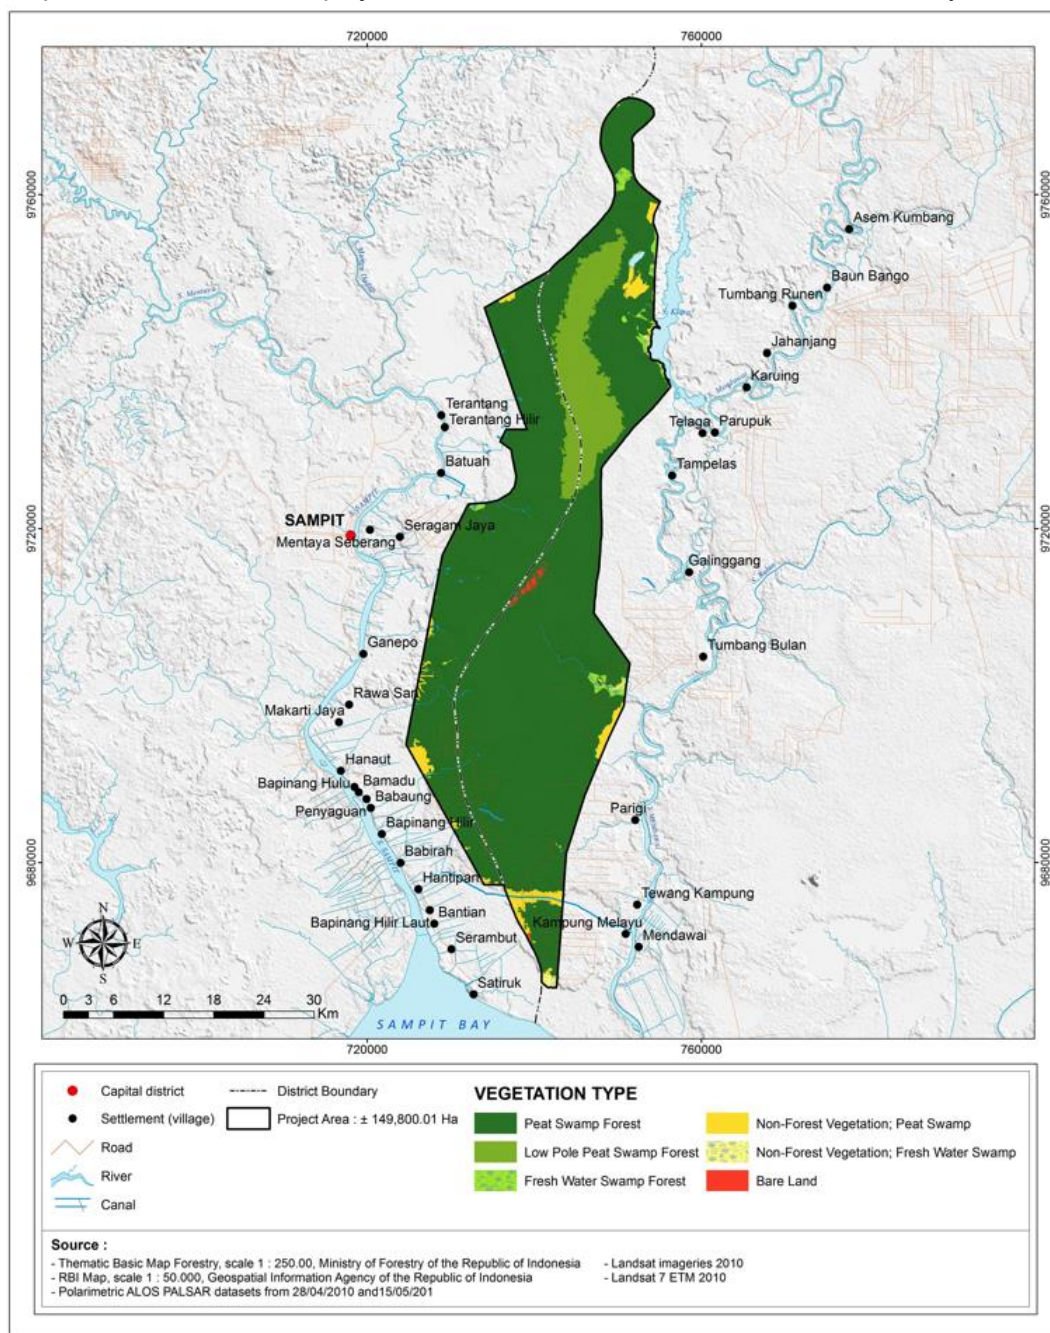 720000
760000
9760000
9760000
Asem Kumbang
Baun Bango
Tumbang Runen
S. Mentaya
Jahanjang
Karuing
Terantang
Terantang Hilir
Telaga
Parupuk
Batuah
Tampelas
S. SAMPIT
SAMPIT
Seragam Jaya
Mentaya Seberang
9720000
9720000
Galinggang
Ganepo
Tumbang Bulan
Rawa Sari
Makarti Jaya
Hanaut
Bapinang Hulu
Bamadu
Babaung
Penyaguan
Parigi
Bapinang Hilir
S. SAMPIT
Babirah
9680000
9680000
Hantipan
Tewang Kampung
Bantian
Bapinang Hilir Laut
Kampung Melayu
Mendawai
Serambut
N
W
E
S
Satiruk
0 3 6 12 18 24 30
Km
SAMPIT BAY
720000
760000
Capital district
Settlement (village)
Road
River
Canal
District Boundary
Project Area : ± 149,800.01 Ha
VEGETATION TYPE
Peat Swamp Forest
Low Pole Peat Swamp Forest
Fresh Water Swamp Forest
Non-Forest Vegetation; Peat Swamp
Non-Forest Vegetation; Fresh Water Swamp
Bare Land
Source :
- Thematic Basic Map Forestry, scale 1 : 250.00, Ministry of Forestry of the Republic of Indonesia
- RBI Map, scale 1 : 50.000, Geospatial Information Agency of the Republic of Indonesia
- Polarimetric ALOS PALSAR datasets from 28/04/2010 and15/05/201
- Landsat imageries 2010
- Landsat 7 ETM 2010